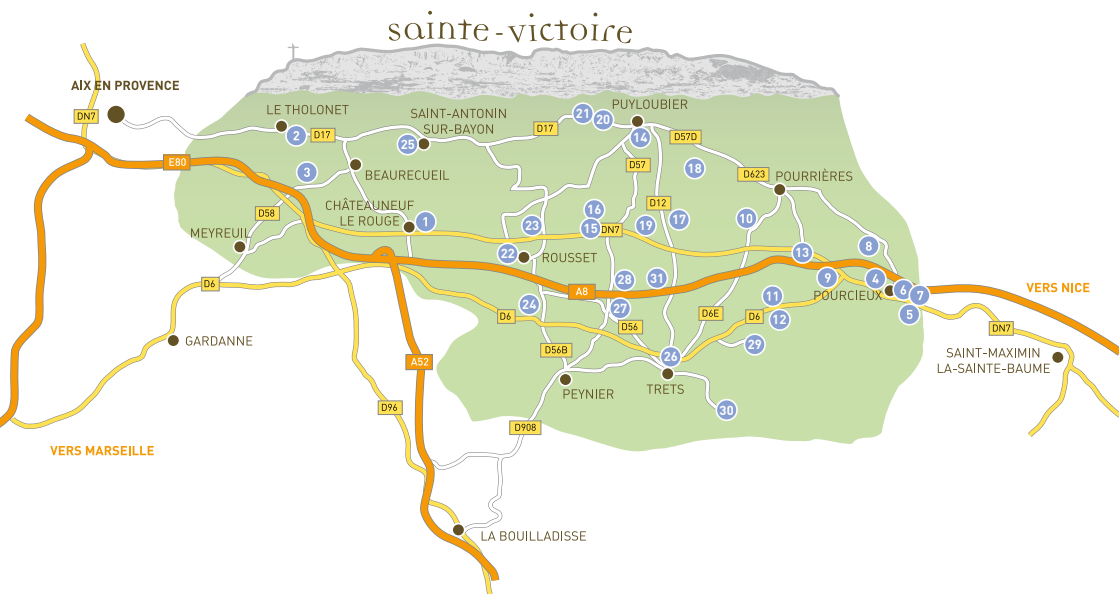 sainte-victoire
AIX EN PROVENCE
DN7
LE THOLONET
2
D17
SAINT-ANTONIN
SUR-BAYON
25
D17
21
20
PUYLOUBIER
14
D57D
E80
3
BEAURECUEIL
D57
18
D623
POURRIÈRES
D58
CHÂTEAUNEUF
LE ROUGE
1
23
16
15
DN7
19
D12
17
10
MEYREUIL
22
ROUSSET
13
8
D6
24
A8
28
31
27
9
4
POURCIEUX
6
7
5
VERS NICE
11
12
D6
D56
D6E
D6
DN7
GARDANNE
A52
D56B
26
29
SAINT-MAXIMIN
LA-SAINTE-BAUME
PEYNIER
TRETS
D96
30
D908
VERS MARSEILLE
LA BOUILLADISSE